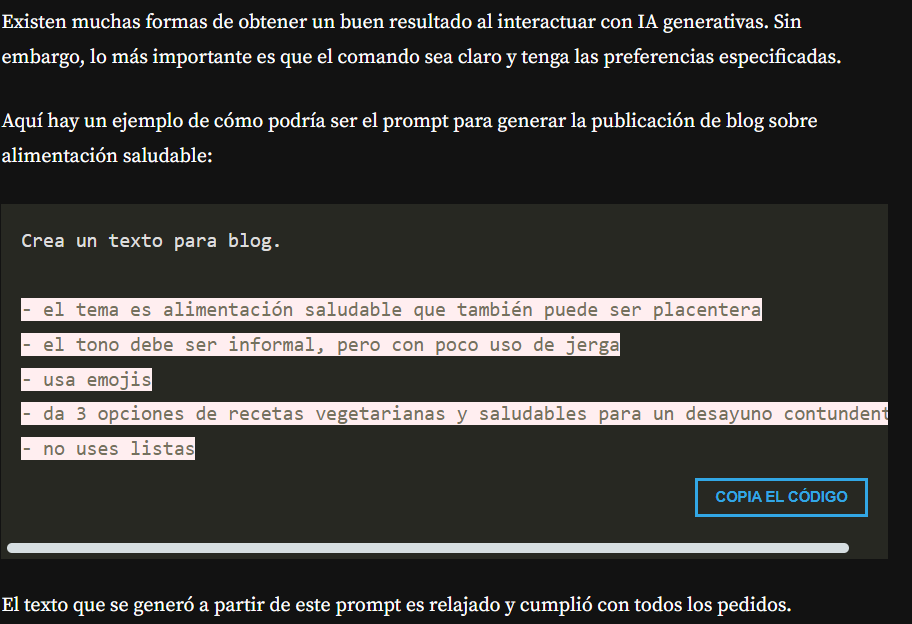 Existen muchas formas de obtener un buen resultado al interactuar con IA generativas. Sin
embargo, lo más importante es que el comando sea claro y tenga las preferencias especificadas.
Aquí hay un ejemplo de cómo podría ser el prompt para generar la publicación de blog sobre
alimentación saludable:
Crea un texto para blog.
- el tema es alimentación saludable que también puede ser placentera
- el tono debe ser informal, pero con poco uso de jerga
- usa emojis
- da 3 opciones de recetas vegetarianas y saludables para un desayuno contundent
- no uses listas
COPIA EL CÓDIGO
El texto que se generó a partir de este prompt es relajado y cumplió con todos los pedidos.